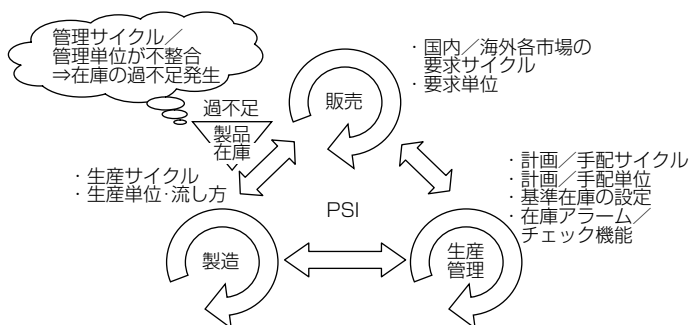 管理サイクル／
管理単位が不整合
⇒在庫の過不足発生
過不足
製品
在庫
販売
・国内／海外各市場の
要求サイクル
・要求単位
・生産サイクル
・生産単位・流し方
・計画／手配サイクル
・計画／手配単位
・基準在庫の設定
・在庫アラーム／
チェック機能
PSI
製造
生産
管理